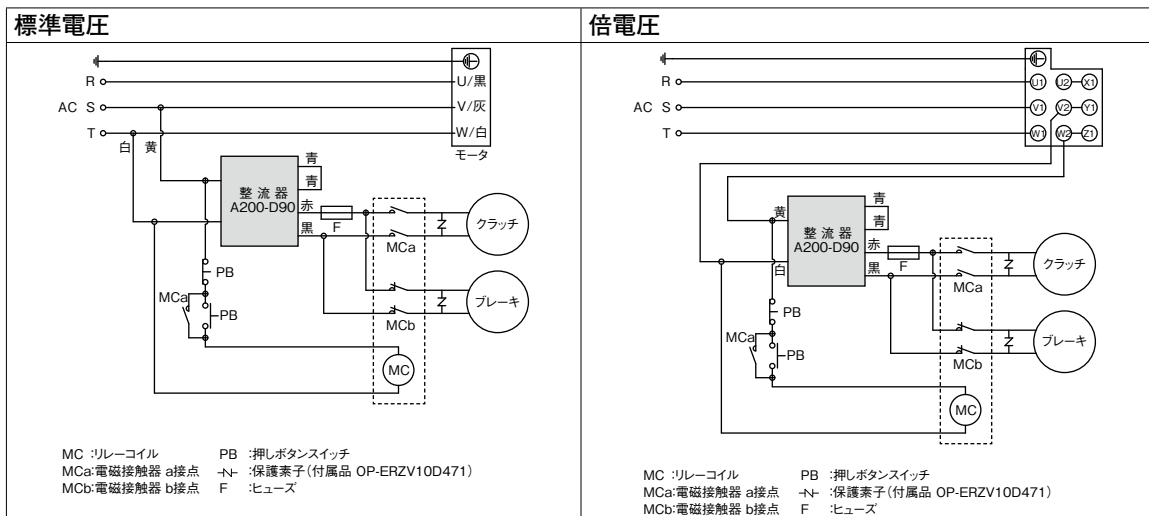 標準電圧
R
U/黒
AC S
V/灰
T
W/白
白 黄
モータ
整流器
A200-D90
青
青
赤
黒
F
MCa
クラッチ
PB
MCa
PB
MCb
ブレーキ
MC
MC :リレーコイル PB :押しボタンスイッチ
MCa:電磁接触器 a接点 :保護素子(付属品 OP-ERZV10D471)
MCb:電磁接触器 b接点 F :ヒューズ
倍電圧
R
U1 U2 X1
AC S
V1 V2 Y1
T
W1 W2 Z1
黄
白
整流器
A200-D90
青
青
赤
黒
F
MCa
クラッチ
PB
MCa
PB
MCb
ブレーキ
MC
MC :リレーコイル PB :押しボタンスイッチ
MCa:電磁接触器 a接点 :保護素子(付属品 OP-ERZV10D471)
MCb:電磁接触器 b接点 F :ヒューズ